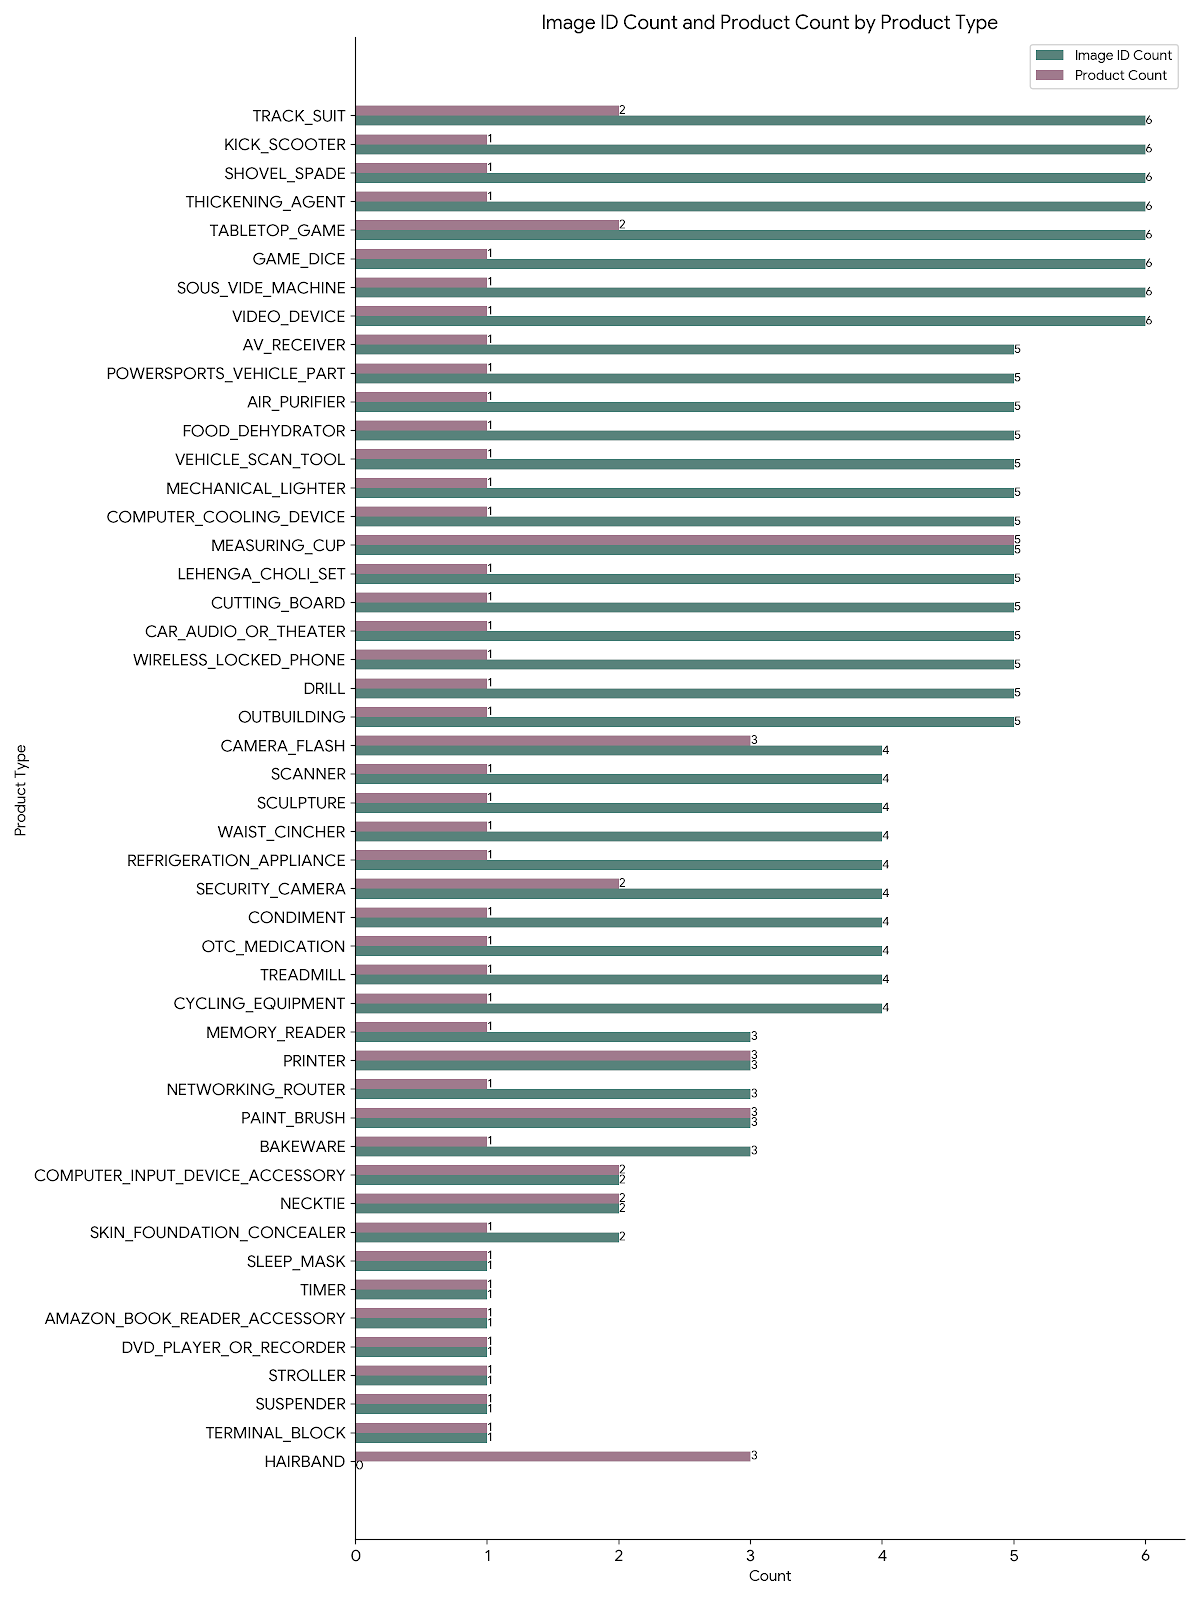 Image ID Count and Product Count by Product Type
Image ID Count
Product Count
TRACK_SUIT 2 6
KICK_SCOOTER 1 6
SHOVEL_SPADE 1 6
THICKENING_AGENT 1 6
TABLETOP_GAME 2 6
GAME_DICE 1 6
SOUS_VIDE_MACHINE 1 6
VIDEO_DEVICE 1 6
AV_RECEIVER 1 5
POWERSPORTS_VEHICLE_PART 1 5
AIR_PURIFIER 1 5
FOOD_DEHYDRATOR 1 5
VEHICLE_SCAN_TOOL 1 5
MECHANICAL_LIGHTER 1 5
COMPUTER_COOLING_DEVICE 1 5
MEASURING_CUP 5 5
LEHENGA_CHOLI_SET 1 5
CUTTING_BOARD 1 5
CAR_AUDIO_OR_THEATER 1 5
WIRELESS_LOCKED_PHONE 1 5
DRILL 1 5
OUTBUILDING 1 5
CAMERA_FLASH 3 4
SCANNER 1 4
SCULPTURE 1 4
WAIST_CINCHER 1 4
REFRIGERATION_APPLIANCE 1 4
SECURITY_CAMERA 2 4
CONDIMENT 1 4
OTC_MEDICATION 1 4
TREADMILL 1 4
CYCLING_EQUIPMENT 1 4
MEMORY_READER 1 3
PRINTER 3 3
NETWORKING_ROUTER 1 3
PAINT_BRUSH 3 3
BAKEWARE 1 3
COMPUTER_INPUT_DEVICE_ACCESSORY 2 2
NECKTIE 2 2
SKIN_FOUNDATION_CONCEALER 1 2
SLEEP_MASK 1 1
TIMER 1 1
AMAZON_BOOK_READER_ACCESSORY 1 1
DVD_PLAYER_OR_RECORDER 1 1
STROLLER 1 1
SUSPENDER 1 1
TERMINAL_BLOCK 1 1
HAIRBAND 3 0
Product Type
0 1 2 3 4 5 6
Count